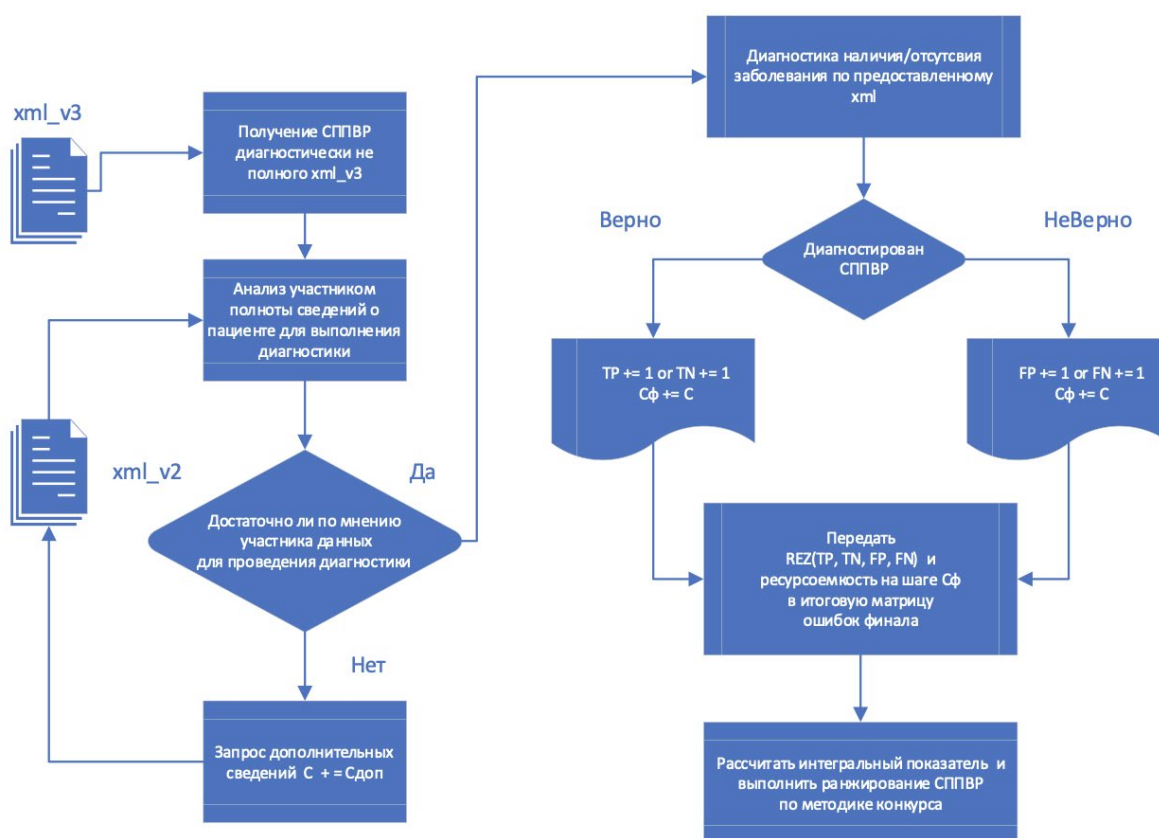 xml_v3
Получение СППВР
диагностически не
полного xml_v3
Анализ участником
полноты сведений о
пациенте для выполнения
диагностики
xml_v2
Достаточно ли по мнению
участника данных
для проведения диагностики
Да
Нет
Запрос дополнительных
сведений С + = Сдоп
Диагностика наличия/отсутсвия
заболевания по предоставленному
xml
Верно
НеВерно
Диагностирован
СППВР
TP += 1 or TN += 1
Сф += С
FP += 1 or FN += 1
Сф += С
Передать
REZ(TP, TN, FP, FN) и
ресурсоемкость на шаге Сф
в итоговую матрицу
ошибок финала
Рассчитать интегральный показатель и
выполнить ранжирование СППВР
по методике конкурса